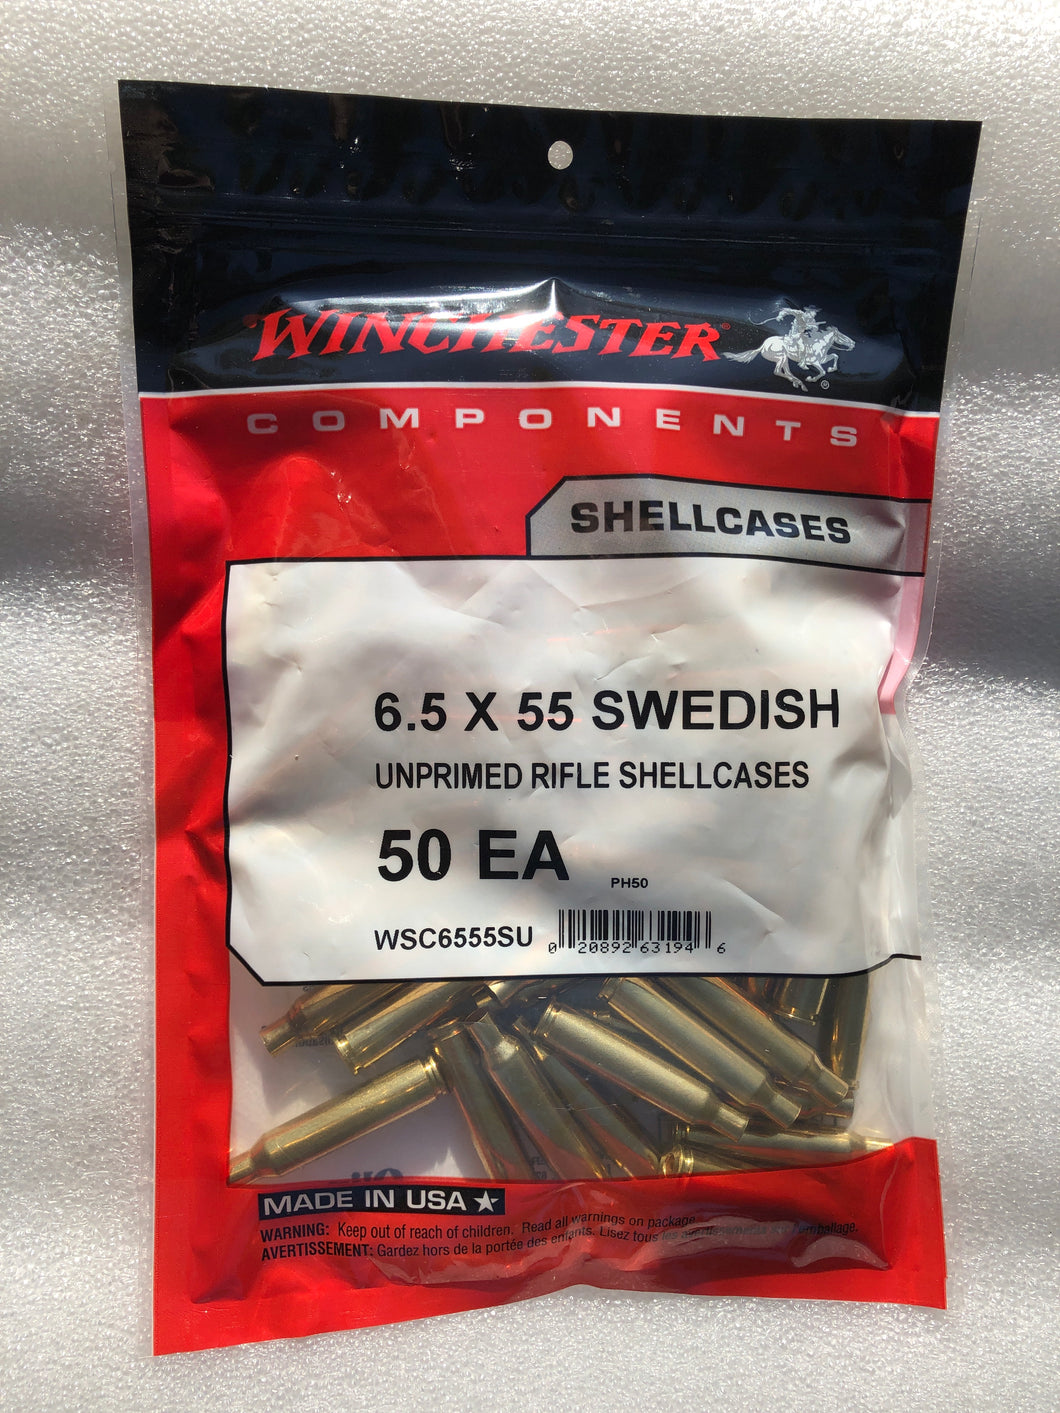 WINCHESTER®
®
COMPONENTS
SHELLCASES
6.5 X 55 SWEDISH
UNPRIMED RIFLE SHELLCASES
50 EA
PH50
WSC6555SU
0 20892 63194 6
MADE IN USA ★
WARNING: Keep out of reach of children. Read all warnings on package.
AVERTISSEMENT: Gardez hors de la portée des enfants. Lisez tous les avertissements sur l'emballage.